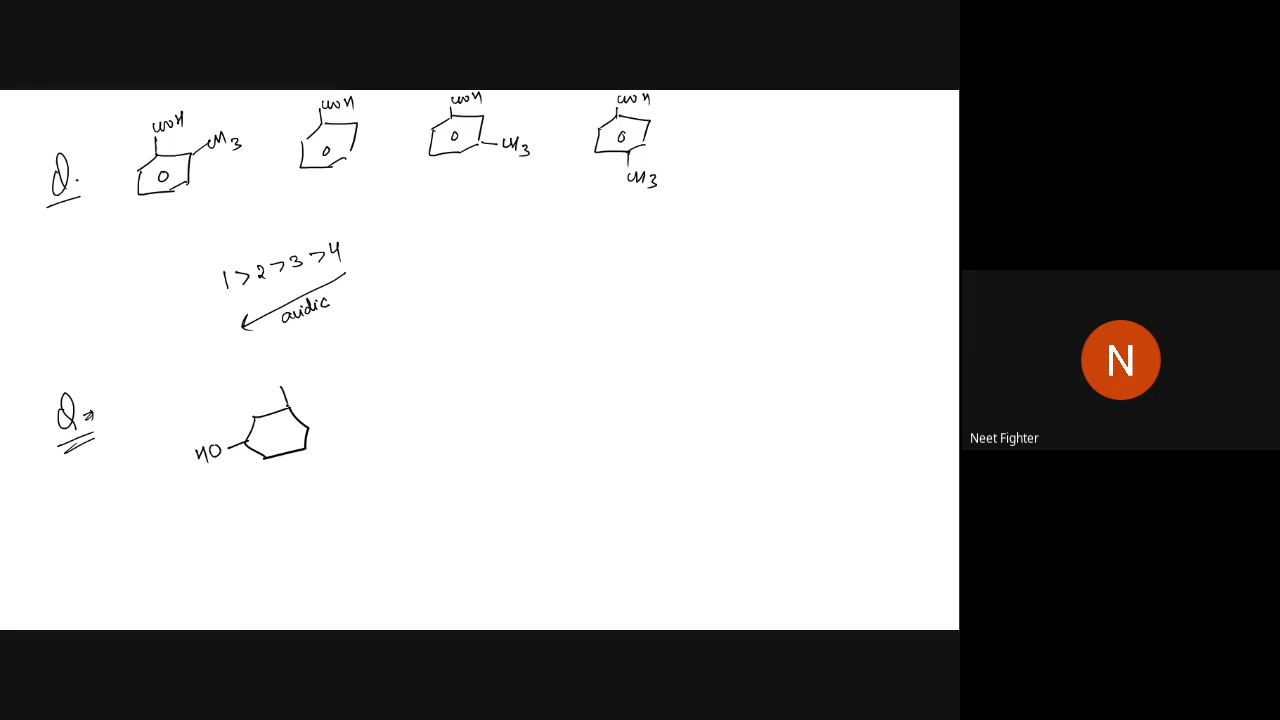 COOH COOH COOH COOH
Q. CH3 CH3 CH3
1 > 2 > 3 > 4
acidic
Q
HO
N
Neet Fighter